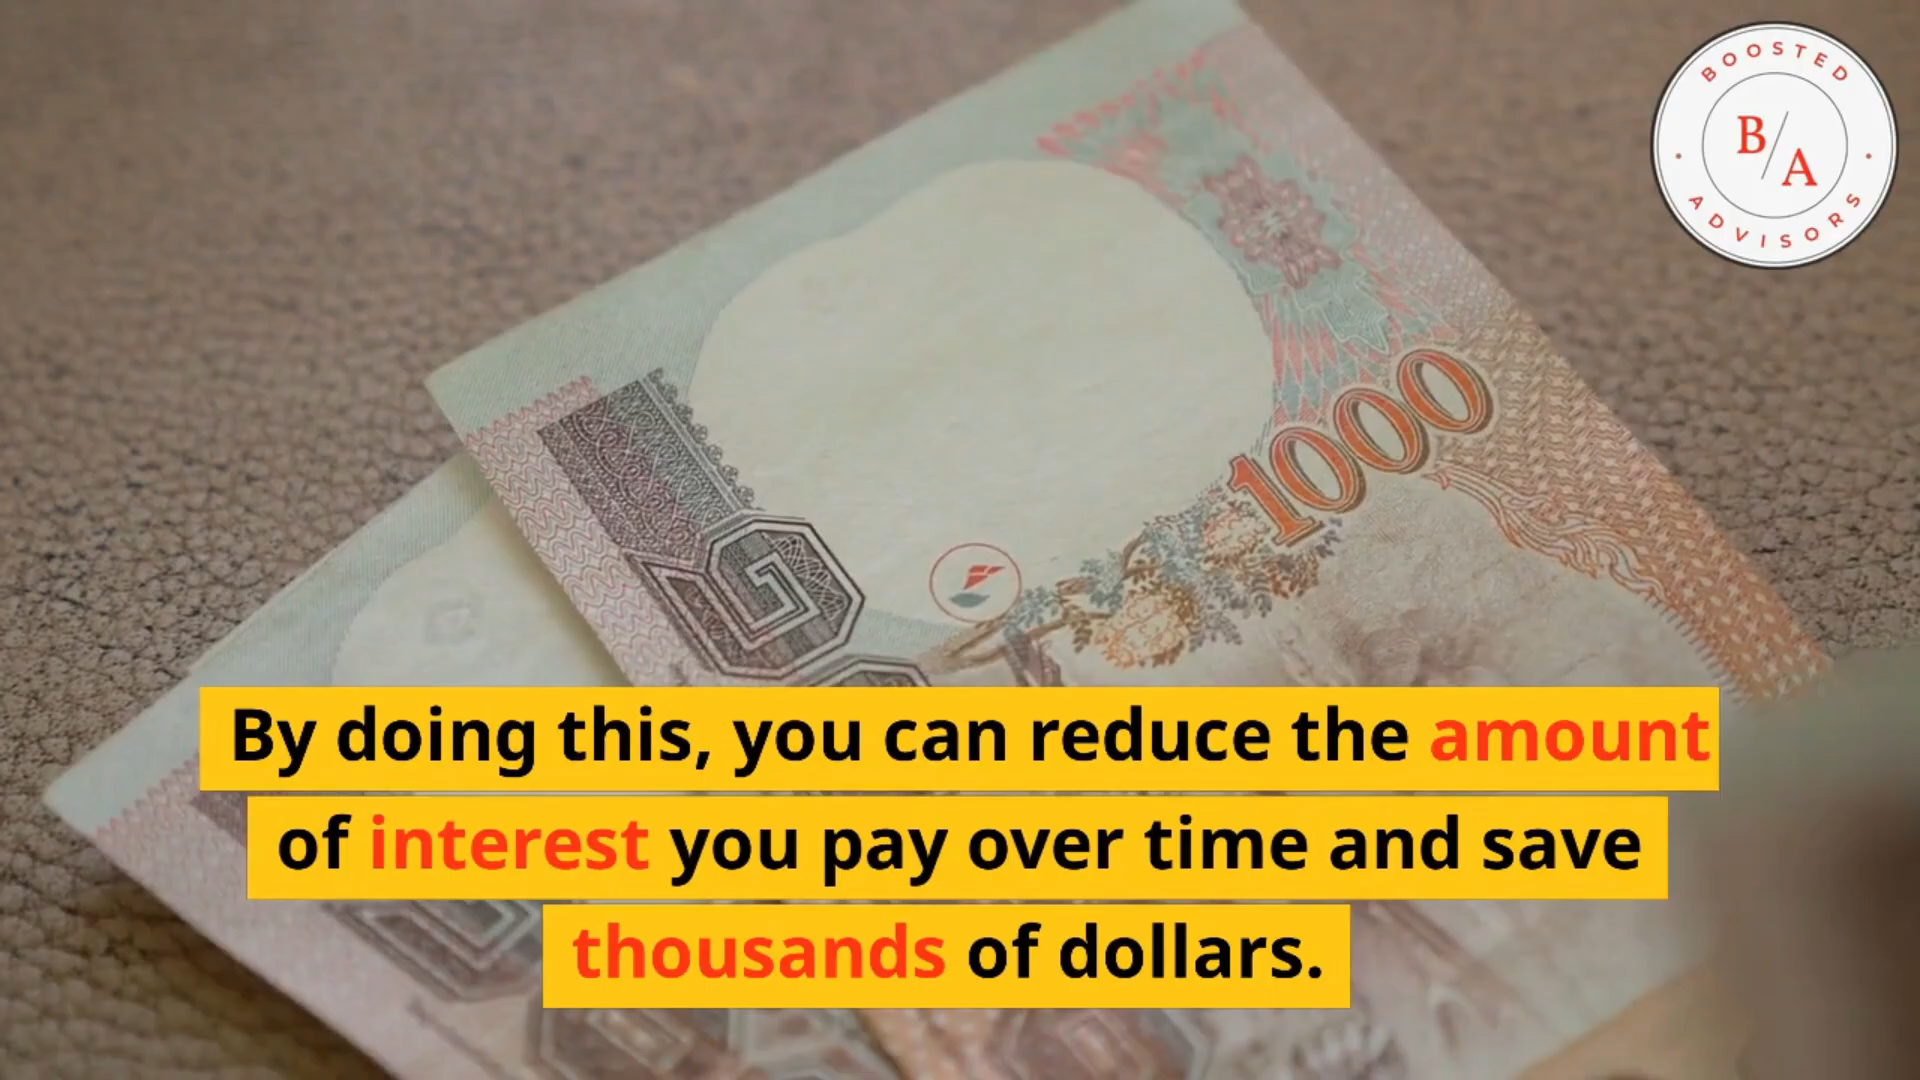 BOOSTED
B/A
ADVISORS
1000
By doing this, you can reduce the amount
of interest you pay over time and save
thousands of dollars.